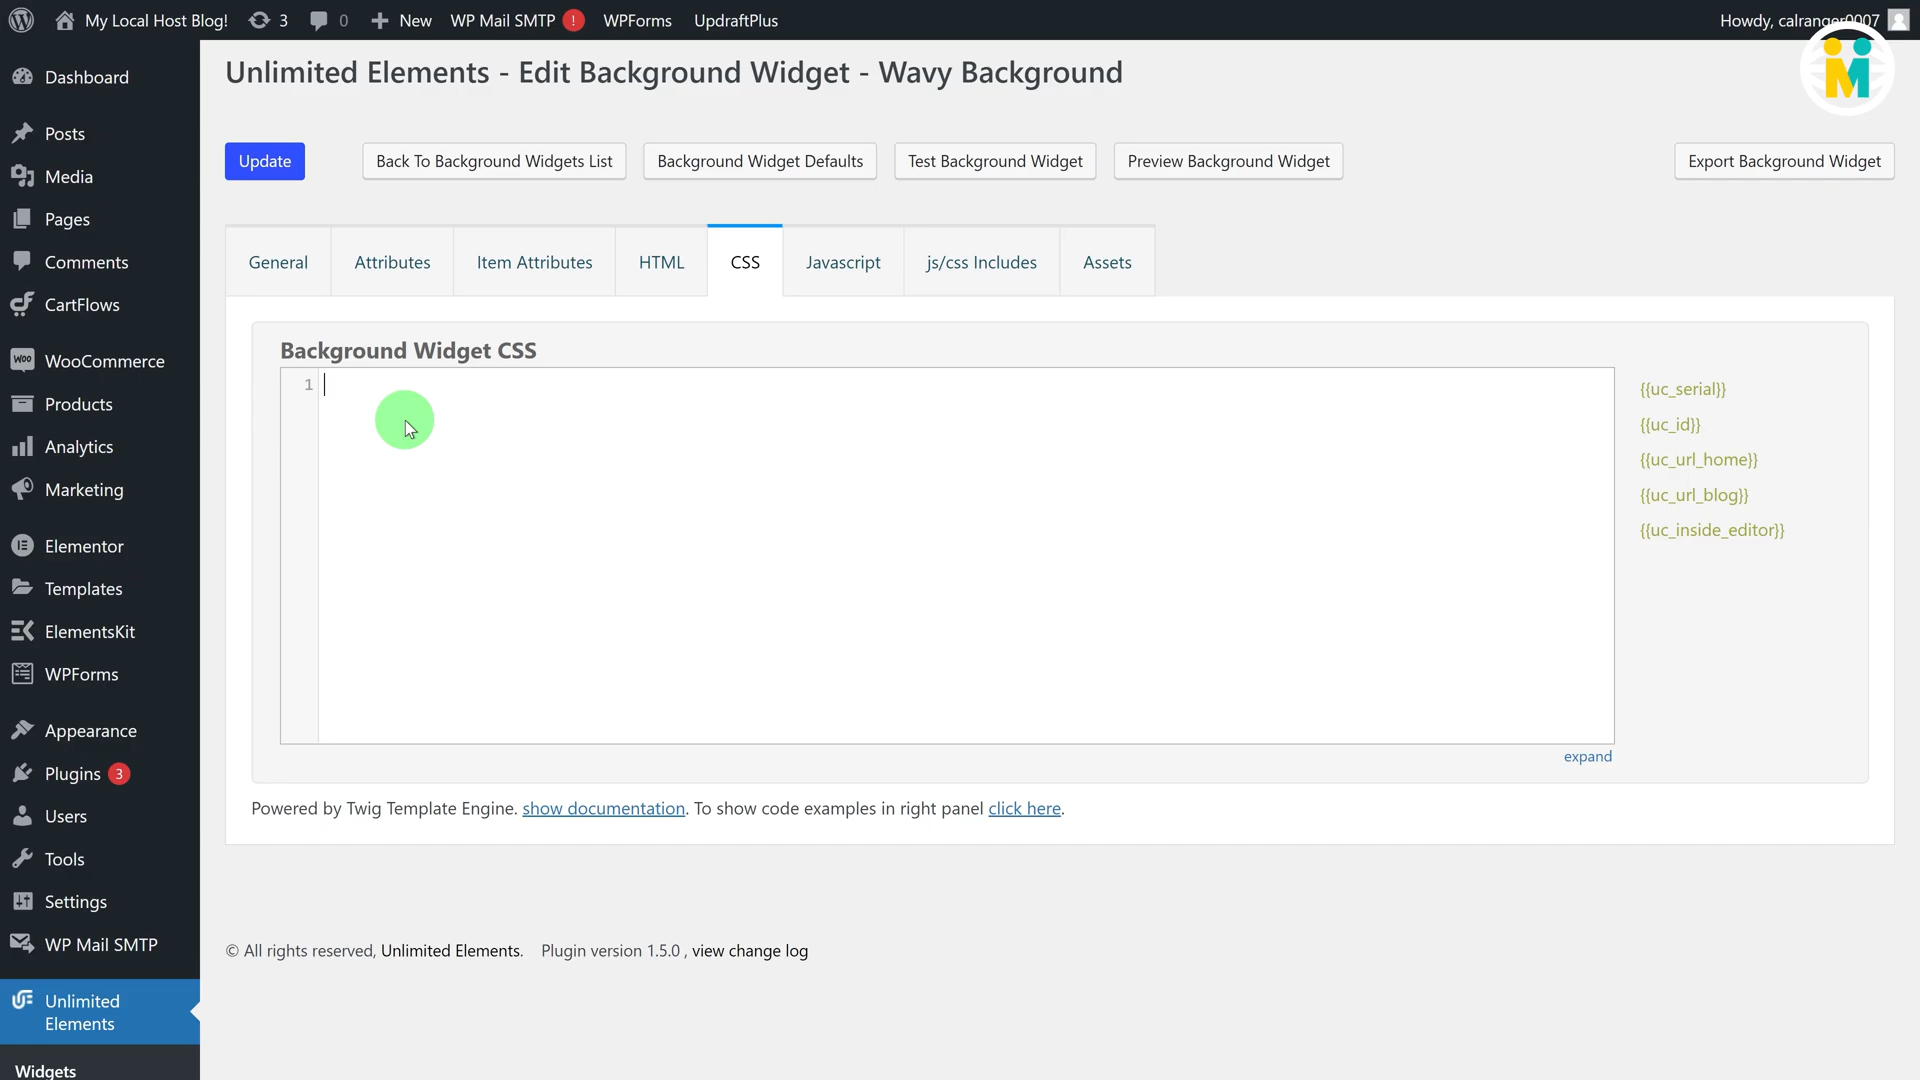 My Local Host Blog! 3 0 New WP Mail SMTP ! WPForms UpdraftPlus Howdy, calranger0007
Unlimited Elements - Edit Background Widget - Wavy Background
M
Update Back To Background Widgets List Background Widget Defaults Test Background Widget Preview Background Widget Export Background Widget
General Attributes Item Attributes HTML CSS Javascript js/css Includes Assets
Background Widget CSS
1
{{uc_serial}}
{{uc_id}}
{{uc_url_home}}
{{uc_url_blog}}
{{uc_inside_editor}}
expand
Powered by Twig Template Engine. show documentation. To show code examples in right panel click here.
© All rights reserved, Unlimited Elements. Plugin version 1.5.0 , view change log
Dashboard
Posts
Media
Pages
Comments
CartFlows
Woo WooCommerce
Products
Analytics
Marketing
Elementor
Templates
ElementsKit
WPForms
Appearance
Plugins 3
Users
Tools
Settings
WP Mail SMTP
Unlimited
Elements
Widgets